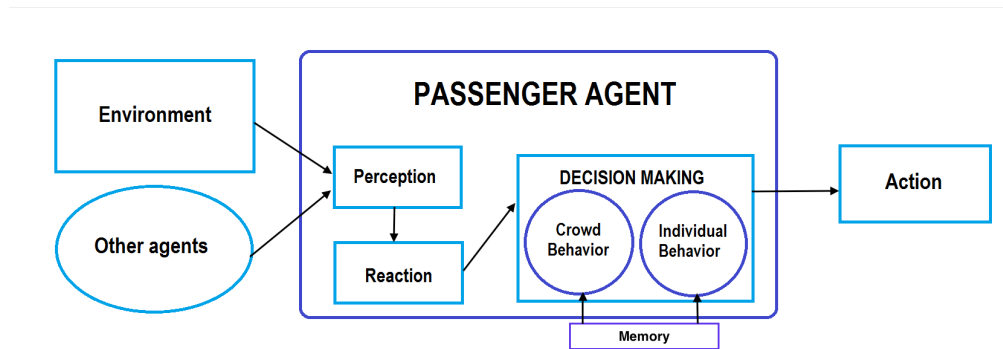 PASSENGER AGENT
Environment
Perception
DECISION MAKING
Action
Other agents
Crowd
Behavior
Individual
Behavior
Reaction
Memory